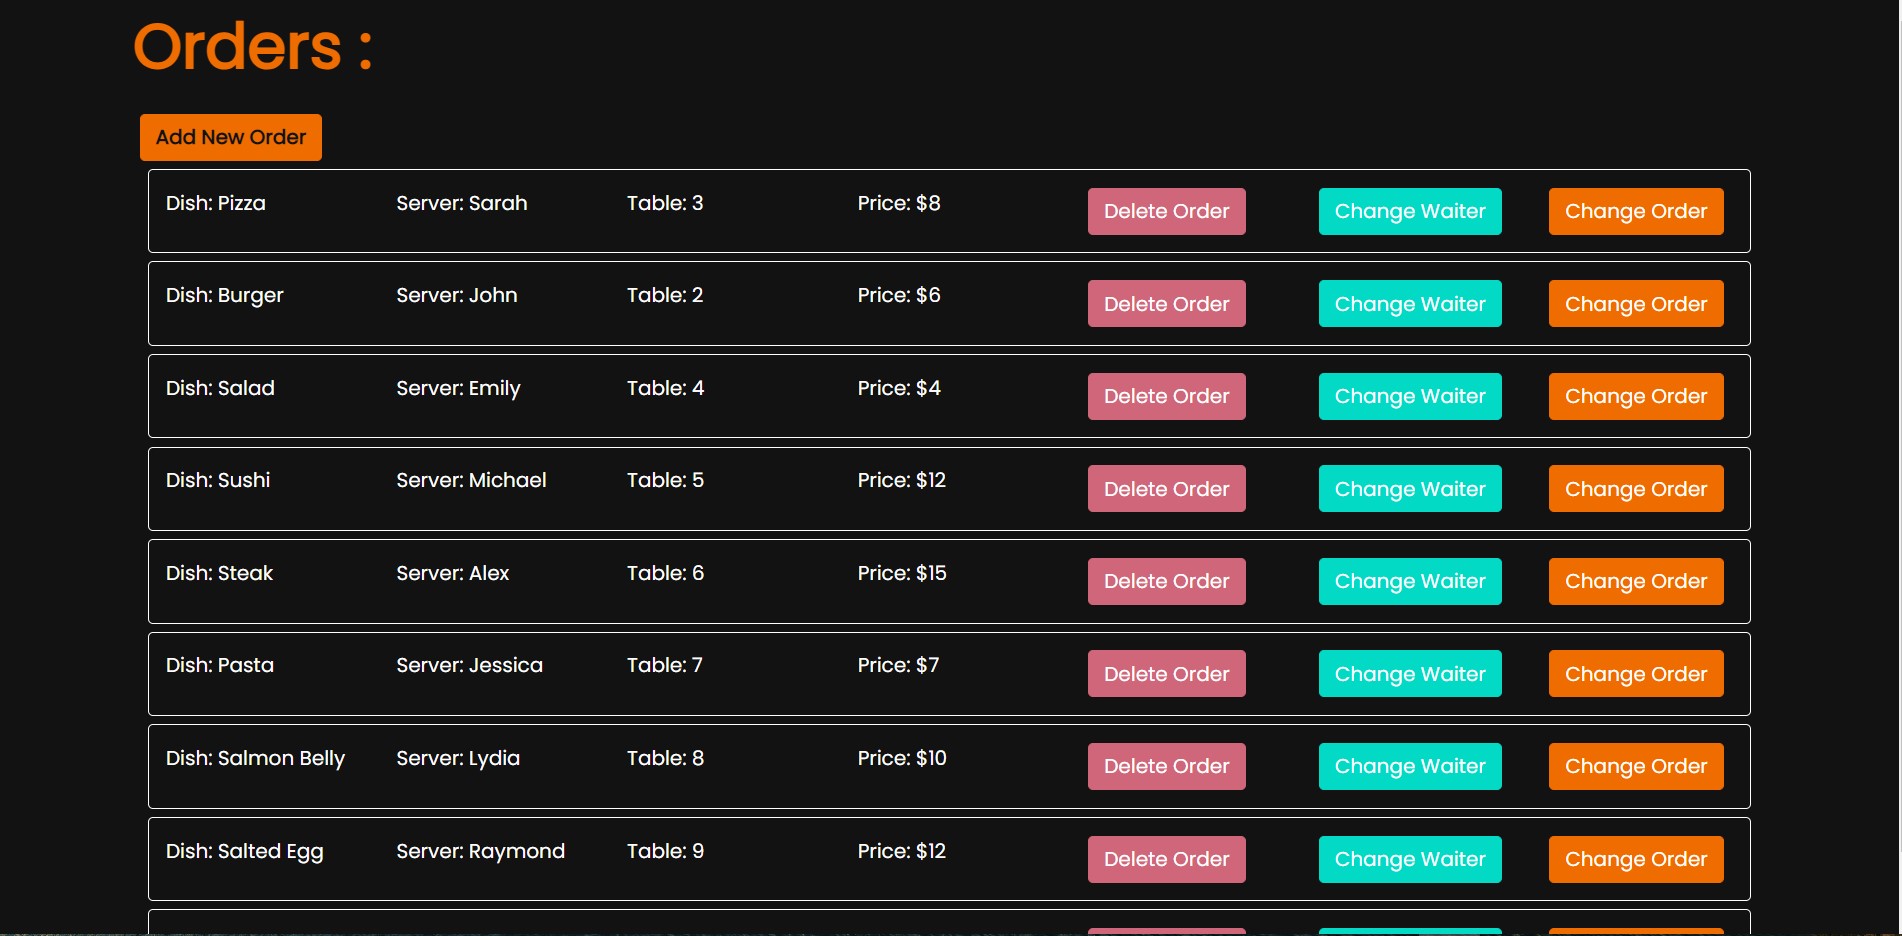 Orders :
Add New Order
Dish: Pizza Server: Sarah Table: 3 Price: $8 Delete Order Change Waiter Change Order
Dish: Burger Server: John Table: 2 Price: $6 Delete Order Change Waiter Change Order
Dish: Salad Server: Emily Table: 4 Price: $4 Delete Order Change Waiter Change Order
Dish: Sushi Server: Michael Table: 5 Price: $12 Delete Order Change Waiter Change Order
Dish: Steak Server: Alex Table: 6 Price: $15 Delete Order Change Waiter Change Order
Dish: Pasta Server: Jessica Table: 7 Price: $7 Delete Order Change Waiter Change Order
Dish: Salmon Belly Server: Lydia Table: 8 Price: $10 Delete Order Change Waiter Change Order
Dish: Salted Egg Server: Raymond Table: 9 Price: $12 Delete Order Change Waiter Change Order